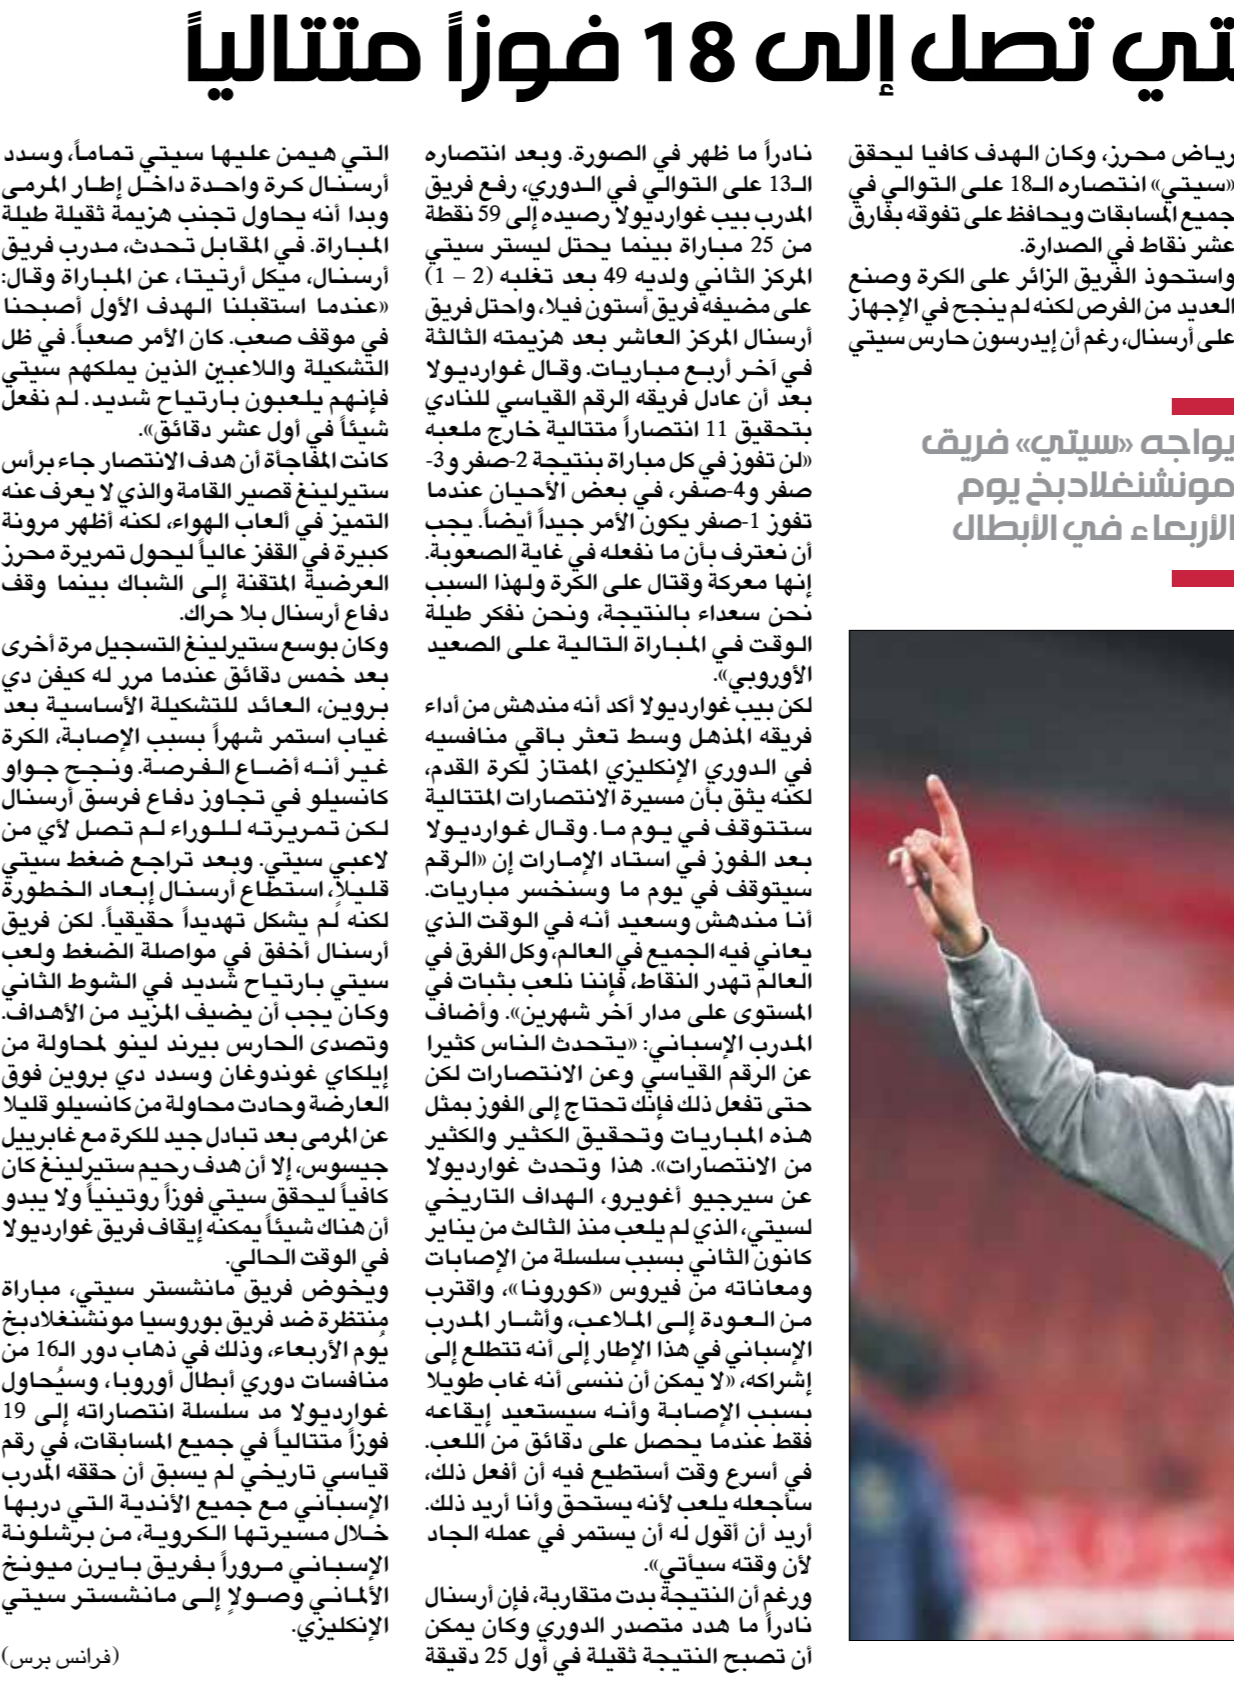 تي تصل إلى 18 فوزاً متتالياً
رياض محرز، وكان الهدف كافيا ليحقق
«سيتي» انتصاره الـ18 على التوالي في
جميع المسابقات ويحافظ على تفوقه بفارق
عشر نقاط في الصدارة.
واستحوذ الفريق الزائر على الكرة وصنع
العديد من الفرص لكنه لم ينجح في الإجهاز
على أرسنال، رغم أن إيدرسون حارس سيتي
يواجه «سيتي» فريق
مونشنغلادبخ يوم
الأربعاء في الأبطال
نادراً ما ظهر في الصورة. وبعد انتصاره
الـ13 على التوالي في الدوري، رفع فريق
المدرب بيب غوارديولا رصيده إلى 59 نقطة
من 25 مباراة بينما يحتل ليستر سيتي
المركز الثاني ولديه 49 بعد تغلبه (2 – 1)
على مضيفه فريق أستون فيلا، واحتل فريق
أرسنال المركز العاشر بعد هزيمته الثالثة
في آخر أربع مباريات. وقال غوارديولا
بعد أن عادل فريقه الرقم القياسي للنادي
بتحقيق 11 انتصاراً متتالية خارج ملعبه
«لن تفوز في كل مباراة بنتيجة 2-صفر و3-
صفر و4-صفر، في بعض الأحيان عندما
تفوز 1-صفر يكون الأمر جيداً أيضاً. يجب
أن نعترف بأن ما نفعله في غاية الصعوبة.
إنها معركة وقتال على الكرة ولهذا السبب
نحن سعداء بالنتيجة، ونحن نفكر طيلة
الوقت في المباراة التالية على الصعيد
الأوروبي».
لكن بيب غوارديولا أكد أنه مندهش من أداء
فريقه المذهل وسط تعثر باقي منافسيه
في الدوري الإنكليزي الممتاز لكرة القدم،
لكنه يثق بأن مسيرة الانتصارات المتتالية
ستتوقف في يوم ما. وقال غوارديولا
بعد الفوز في استاد الإمارات إن «الرقم
سيتوقف في يوم ما وسنخسر مباريات.
أنا مندهش وسعيد أنه في الوقت الذي
يعاني فيه الجميع في العالم، وكل الفرق في
العالم تهدر النقاط، فإننا نلعب بثبات في
المستوى على مدار آخر شهرين». وأضاف
المدرب الإسباني: «يتحدث الناس كثيرا
عن الرقم القياسي وعن الانتصارات لكن
حتى تفعل ذلك فإنك تحتاج إلى الفوز بمثل
هذه المباريات وتحقيق الكثير والكثير
من الانتصارات». هذا وتحدث غوارديولا
عن سيرجيو أغويرو، الهداف التاريخي
لسيتي، الذي لم يلعب منذ الثالث من يناير
كانون الثاني بسبب سلسلة من الإصابات
ومعاناته من فيروس «كورونا»، واقترب
من العودة إلى الملاعب، وأشار المدرب
الإسباني في هذا الإطار إلى أنه تتطلع إلى
إشراكه، «لا يمكن أن ننسى أنه غاب طويلا
بسبب الإصابة وأنه سيستعيد إيقاعه
فقط عندما يحصل على دقائق من اللعب.
في أسرع وقت أستطيع فيه أن أفعل ذلك،
سأجعله يلعب لأنه يستحق وأنا أريد ذلك.
أريد أن أقول له أن يستمر في عمله الجاد
لأن وقته سيأتي».
ورغم أن النتيجة بدت متقاربة، فإن أرسنال
نادراً ما هدد متصدر الدوري وكان يمكن
أن تصبح النتيجة ثقيلة في أول 25 دقيقة
التي هيمن عليها سيتي تماماً، وسدد
أرسنال كرة واحدة داخل إطار المرمى
وبدا أنه يحاول تجنب هزيمة ثقيلة طيلة
المباراة. في المقابل تحدث، مدرب فريق
أرسنال، ميكل أرتيتا، عن المباراة وقال:
«عندما استقبلنا الهدف الأول أصبحنا
في موقف صعب. كان الأمر صعباً. في ظل
التشكيلة واللاعبين الذين يملكهم سيتي
فإنهم يلعبون بارتياح شديد. لم نفعل
شيئاً في أول عشر دقائق».
كانت المفاجأة أن هدف الانتصار جاء برأس
ستيرلينغ قصير القامة والذي لا يعرف عنه
التميز في ألعاب الهواء، لكنه أظهر مرونة
كبيرة في القفز عالياً ليحول تمريرة محرز
العرضية المتقنة إلى الشباك بينما وقف
دفاع أرسنال بلا حراك.
وكان بوسع ستيرلينغ التسجيل مرة أخرى
بعد خمس دقائق عندما مرر له كيفن دي
بروين، العائد للتشكيلة الأساسية بعد
غياب استمر شهراً بسبب الإصابة، الكرة
غير أنه أضاع الفرصة. ونجح جواو
كانسيلو في تجاوز دفاع فرسق أرسنال
لكن تمريرته للوراء لم تصل لأي من
لاعبي سيتي. وبعد تراجع ضغط سيتي
قليلاً، استطاع أرسنال إبعاد الخطورة
لكنه لم يشكل تهديداً حقيقياً. لكن فريق
أرسنال أخفق في مواصلة الضغط ولعب
سيتي بارتياح شديد في الشوط الثاني
وكان يجب أن يضيف المزيد من الأهداف.
وتصدى الحارس بيرند لينو لمحاولة من
إيلكاي غوندوغان وسدد دي بروين فوق
العارضة وحادت محاولة من كانسيلو قليلا
عن المرمى بعد تبادل جيد للكرة مع غابرييل
جيسوس، إلا أن هدف رحيم ستيرلينغ كان
كافياً ليحقق سيتي فوزاً روتينياً ولا يبدو
أن هناك شيئاً يمكنه إيقاف فريق غوارديولا
في الوقت الحالي.
ويخوض فريق مانشستر سيتي، مباراة
منتظرة ضد فريق بوروسيا مونشنغلادبخ
يُوم الأربعاء، وذلك في ذهاب دور الـ16 من
منافسات دوري أبطال أوروبا، وسيُحاول
غوارديولا مد سلسلة انتصاراته إلى 19
فوزاً متتالياً في جميع المسابقات، في رقم
قياسي تاريخي لم يسبق أن حققه المدرب
الإسباني مع جميع الأندية التي دربها
خلال مسيرتها الكروية، من برشلونة
الإسباني مروراً بفريق بايرن ميونخ
الألماني وصولاٍ إلى مانشستر سيتي
الإنكليزي.
(فرانس برس)